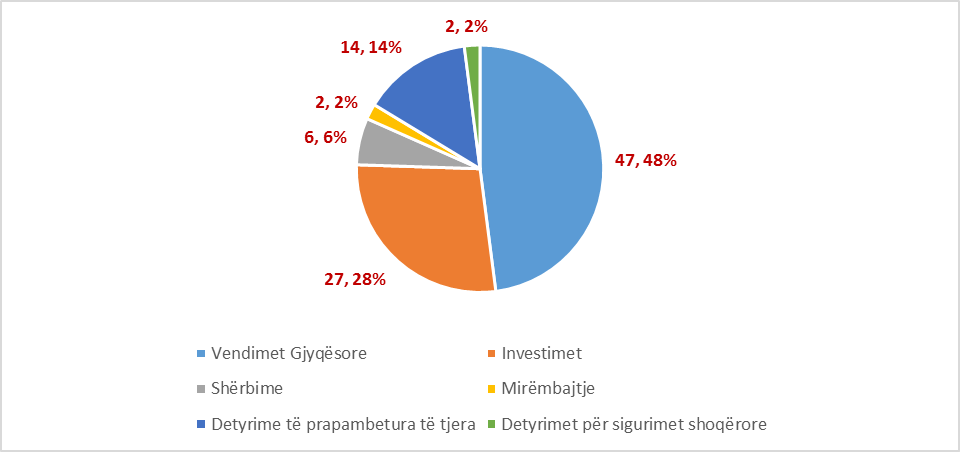 2, 2%
14, 14%
2, 2%
6, 6%
47, 48%
27, 28%
Vendimet Gjyqësore
Investimet
Shërbime
Mirëmbajtje
Detyrime të prapambetura të tjera
Detyrimet për sigurimet shoqërore